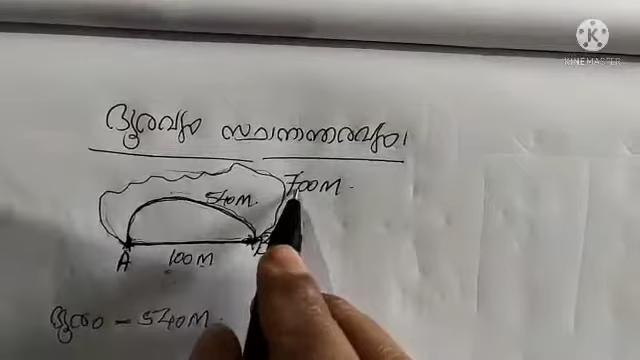 K
KINEMASTER
ദൂരവും സ്ഥാനാന്തരവും
700M
540M
A B
100M
ദൂരം - 540M